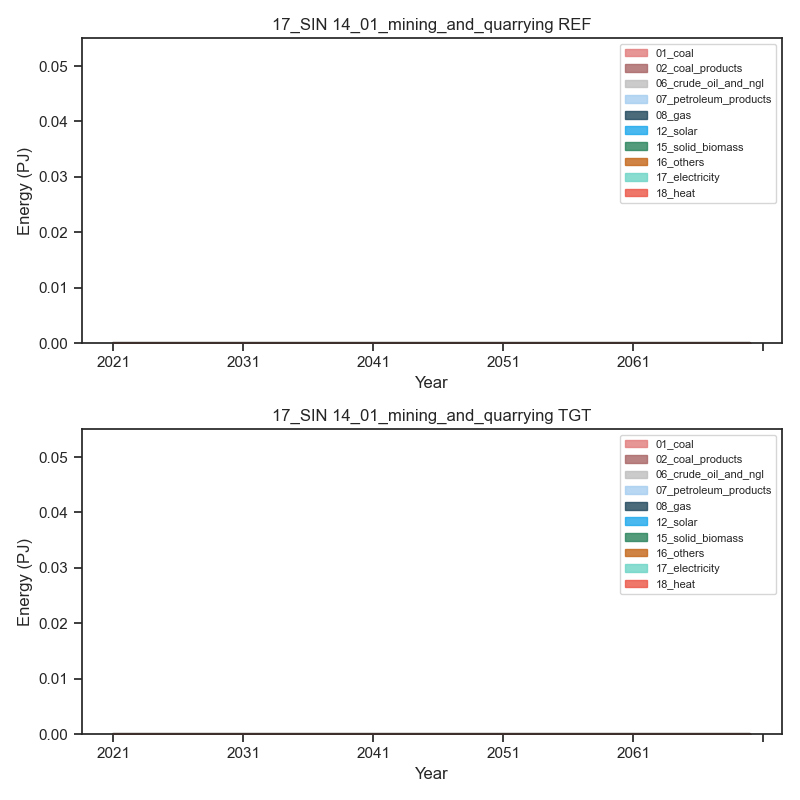 17_SIN 14_01_mining_and_quarrying REF
Energy (PJ)
0.05
0.04
0.03
0.02
0.01
0.00
01_coal
02_coal_products
06_crude_oil_and_ngl
07_petroleum_products
08_gas
12_solar
15_solid_biomass
16_others
17_electricity
18_heat
2021 2031 2041 2051 2061
Year
17_SIN 14_01_mining_and_quarrying TGT
Energy (PJ)
0.05
0.04
0.03
0.02
0.01
0.00
01_coal
02_coal_products
06_crude_oil_and_ngl
07_petroleum_products
08_gas
12_solar
15_solid_biomass
16_others
17_electricity
18_heat
2021 2031 2041 2051 2061
Year